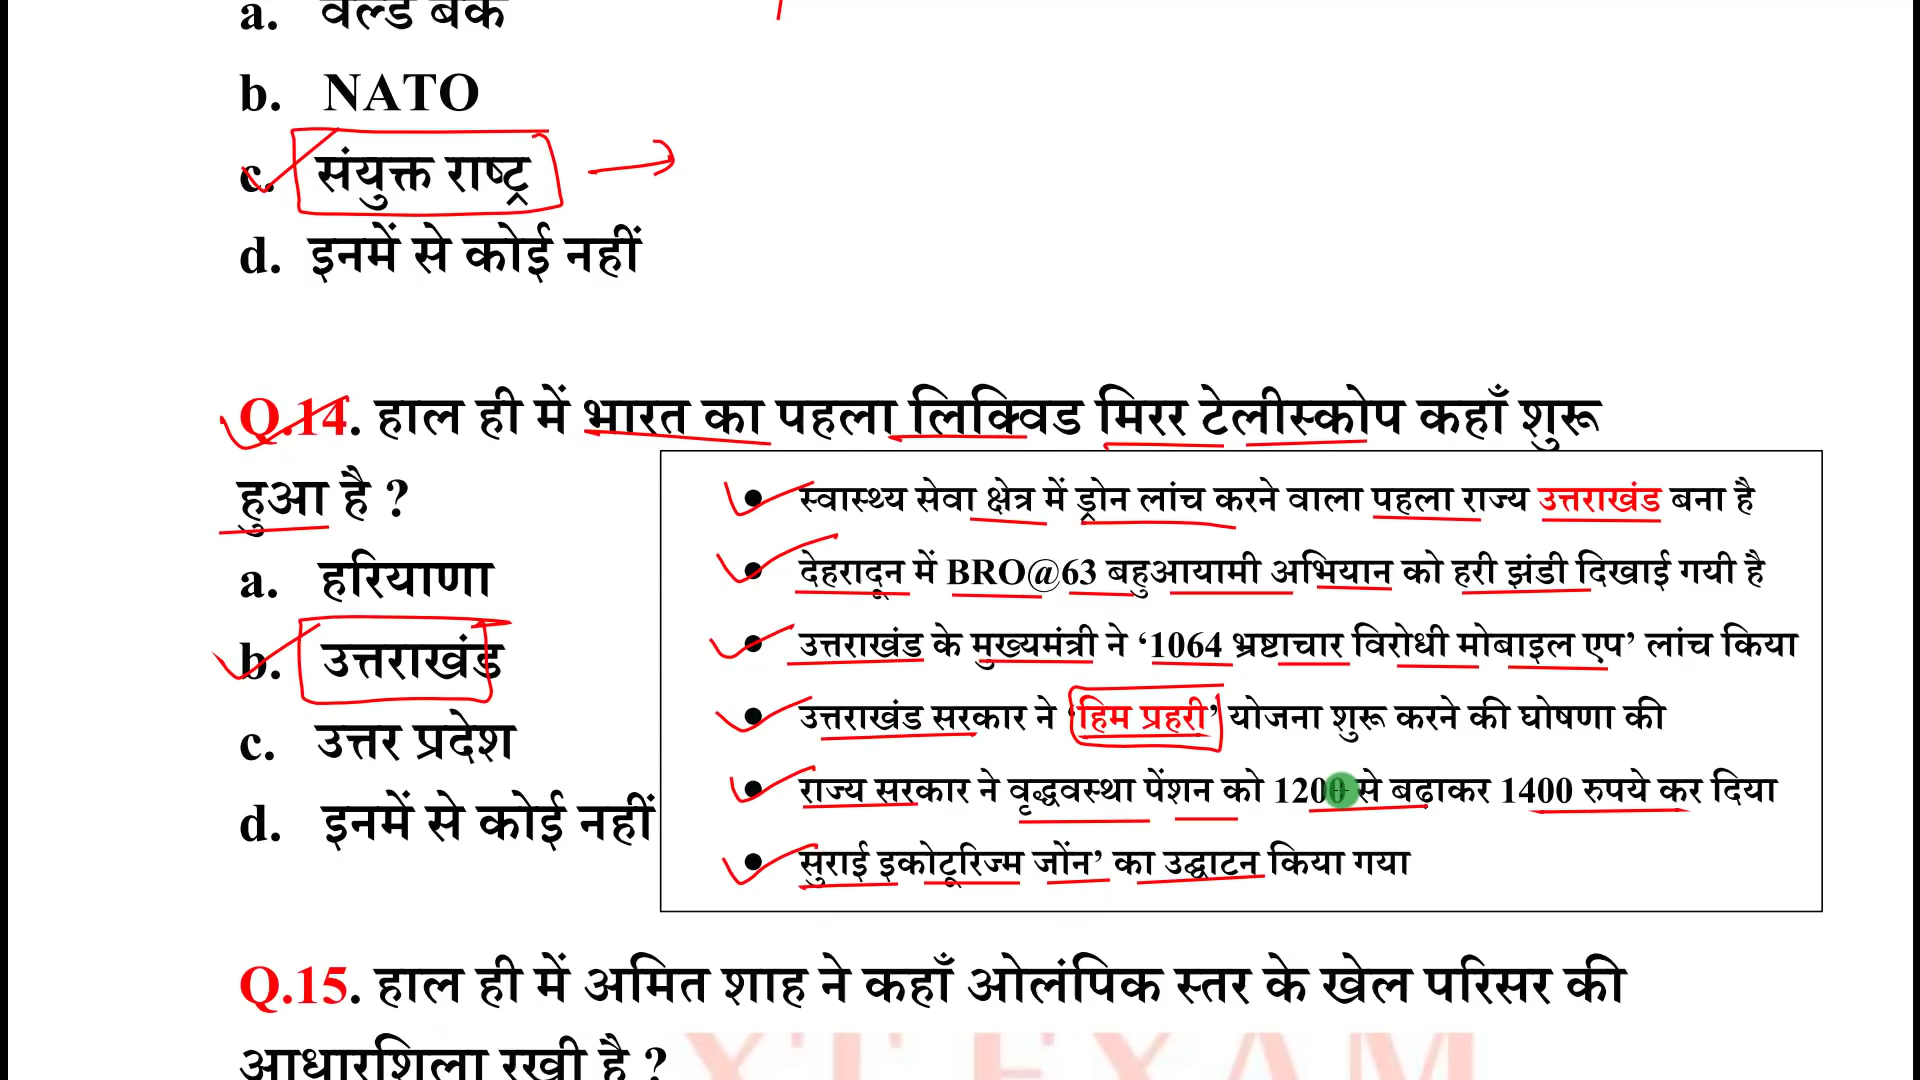 a. वर्ल्ड बैंक
b. NATO
c. संयुक्त राष्ट्र
d. इनमें से कोई नहीं
Q.14. हाल ही में भारत का पहला लिक्विड मिरर टेलीस्कोप कहाँ शुरू
हुआ है ?
a. हरियाणा
b. उत्तराखंड
c. उत्तर प्रदेश
d. इनमें से कोई नहीं
• स्वास्थ्य सेवा क्षेत्र में ड्रोन लांच करने वाला पहला राज्य उत्तराखंड बना है
• देहरादून में BRO@63 बहुआयामी अभियान को हरी झंडी दिखाई गयी है
• उत्तराखंड के मुख्यमंत्री ने ‘1064 भ्रष्टाचार विरोधी मोबाइल एप’ लांच किया
• उत्तराखंड सरकार ने ‘हिम प्रहरी’ योजना शुरू करने की घोषणा की
• राज्य सरकार ने वृद्धवस्था पेंशन को 1200 से बढ़ाकर 1400 रुपये कर दिया
• सुराई इकोटूरिज्म जोंन’ का उद्घाटन किया गया
Q.15. हाल ही में अमित शाह ने कहाँ ओलंपिक स्तर के खेल परिसर की
आधारशिला रखी है ?
EXAM